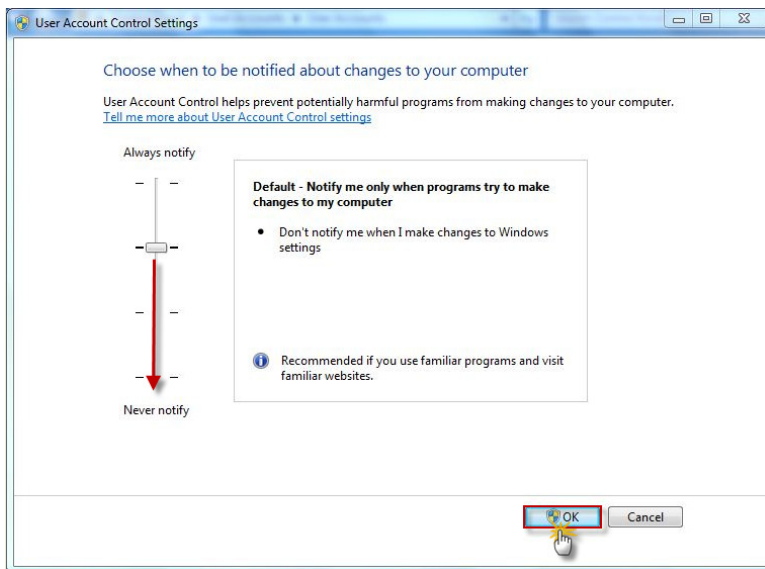 User Account Control Settings
Choose when to be notified about changes to your computer
User Account Control helps prevent potentially harmful programs from making changes to your computer.
Tell me more about User Account Control settings
Always notify
Default - Notify me only when programs try to make
changes to my computer
• Don't notify me when I make changes to Windows
settings
Recommended if you use familiar programs and visit
familiar websites.
Never notify
OK
Cancel